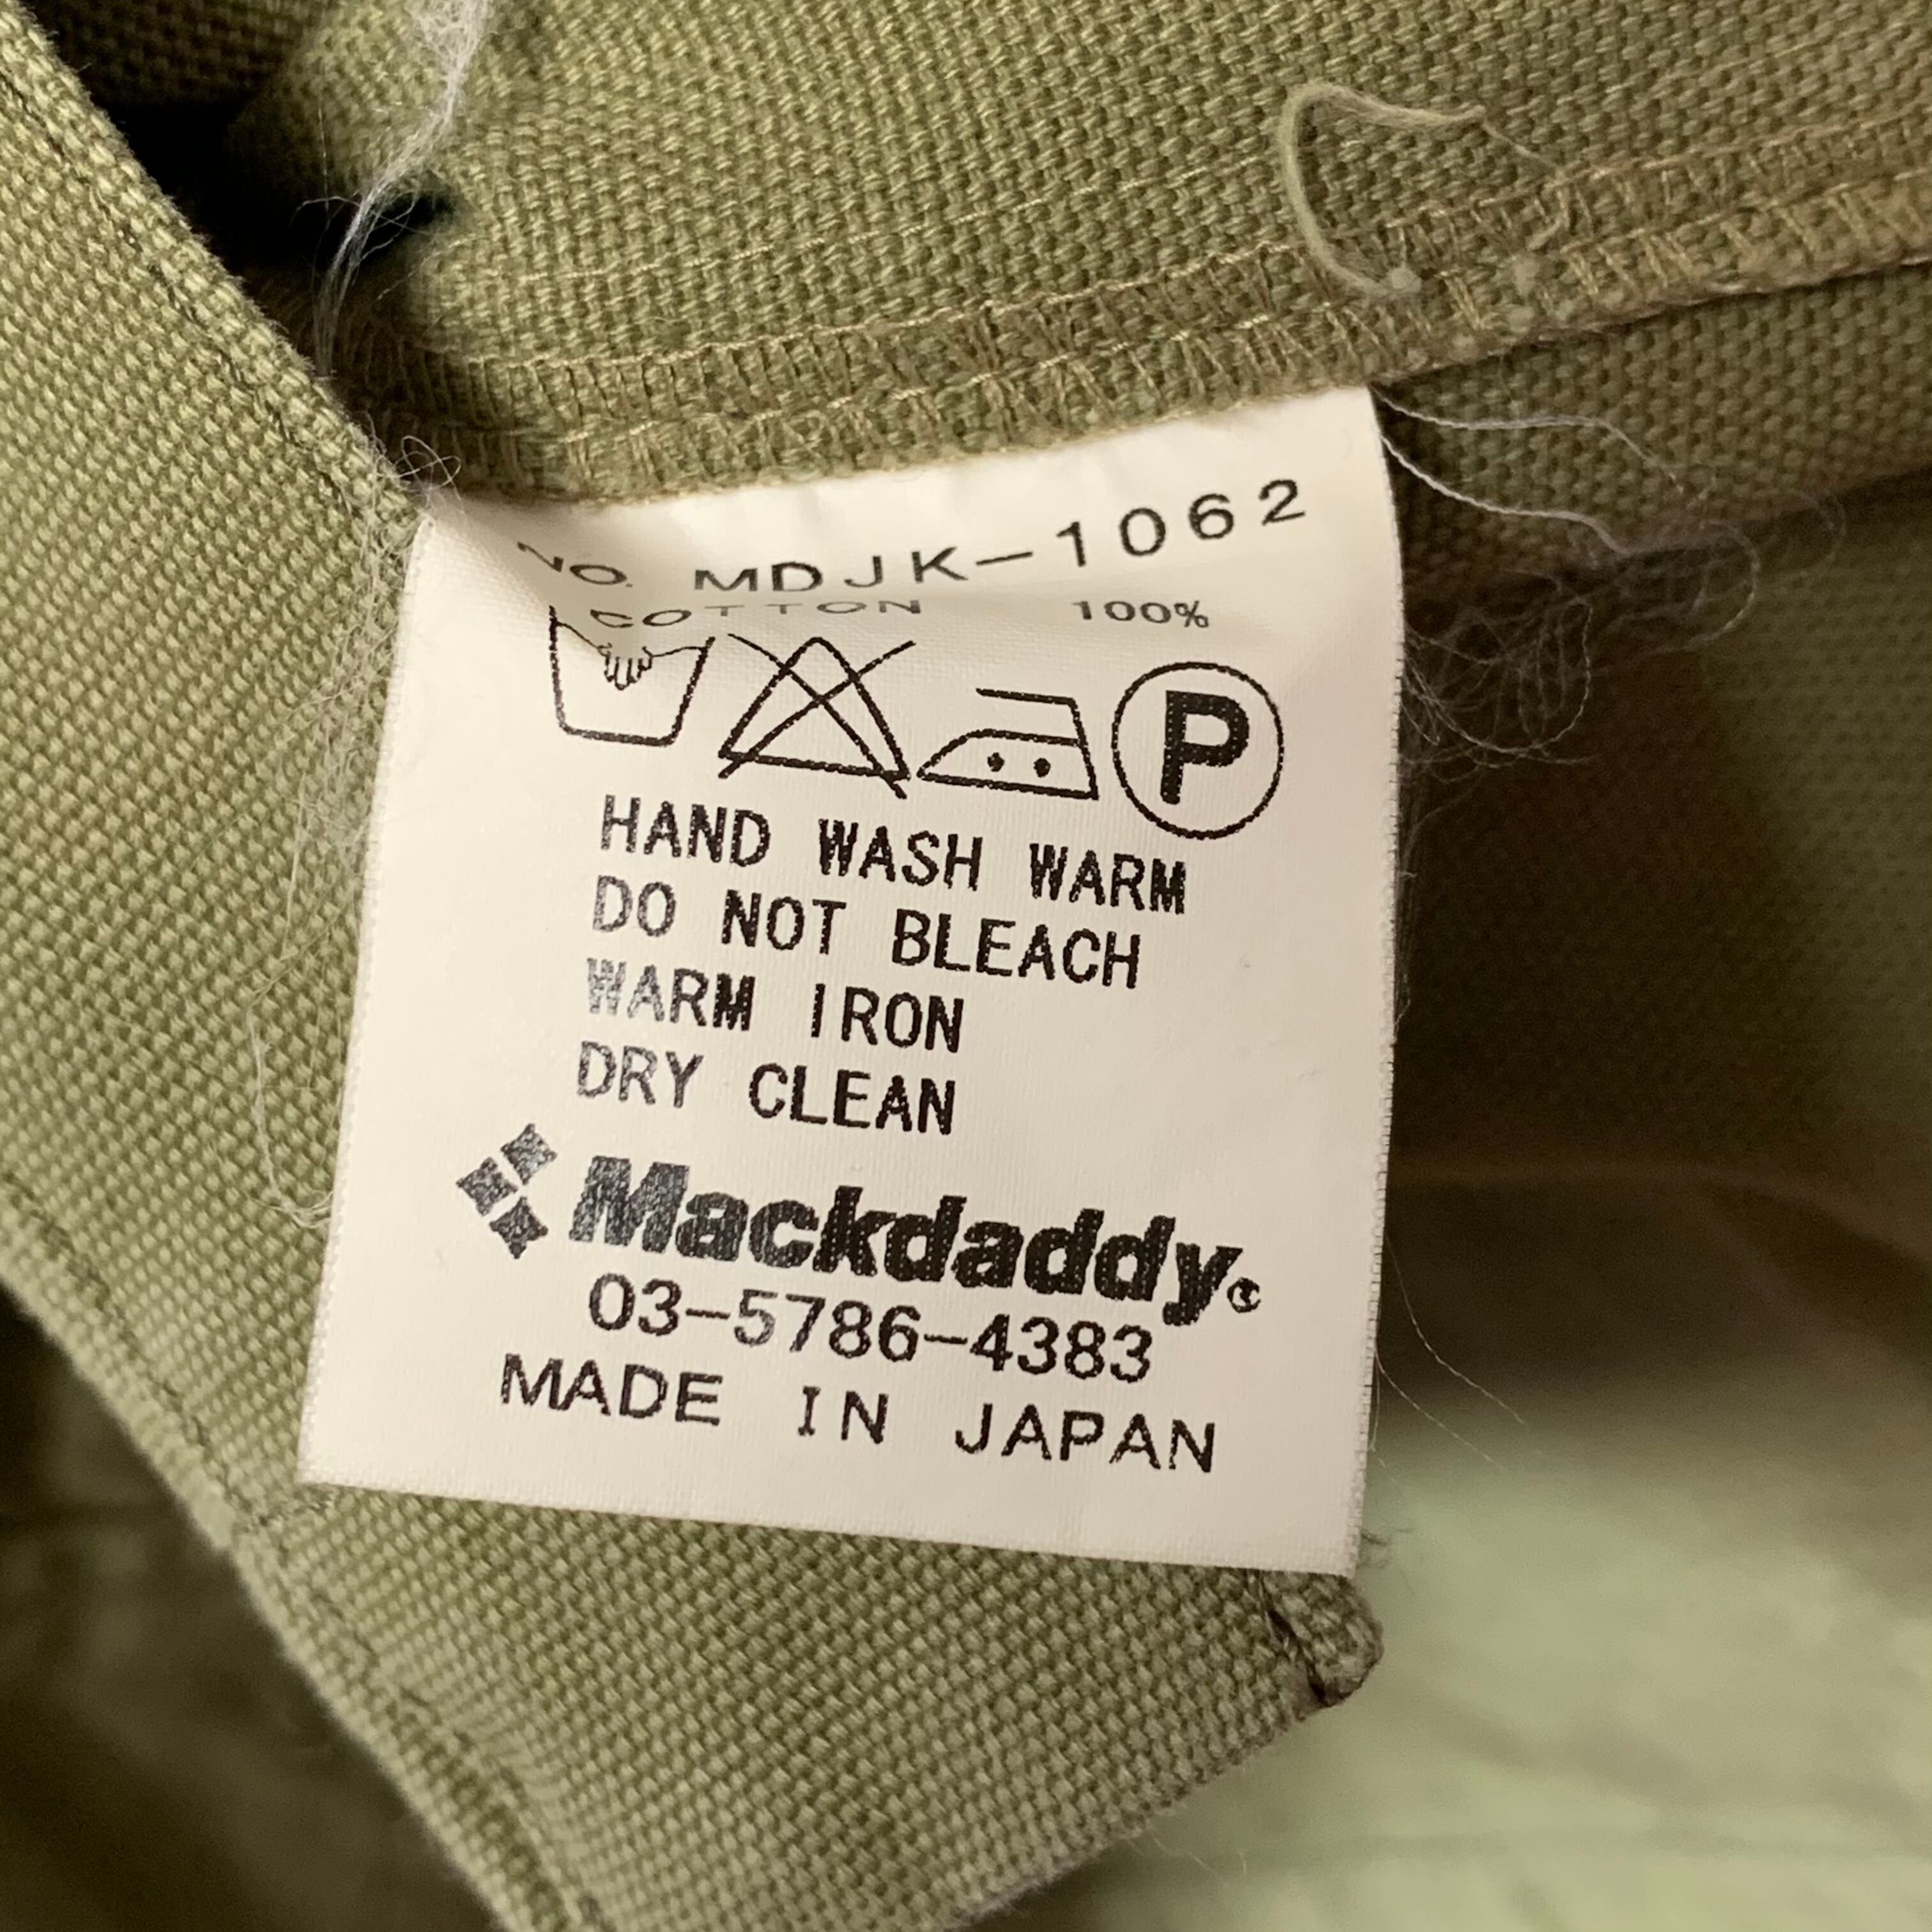 NO. MDJK-1062
COTTON 100%
P
HAND WASH WARM
DO NOT BLEACH
WARM IRON
DRY CLEAN
Mackdaddy
03-5786-4383
MADE IN JAPAN